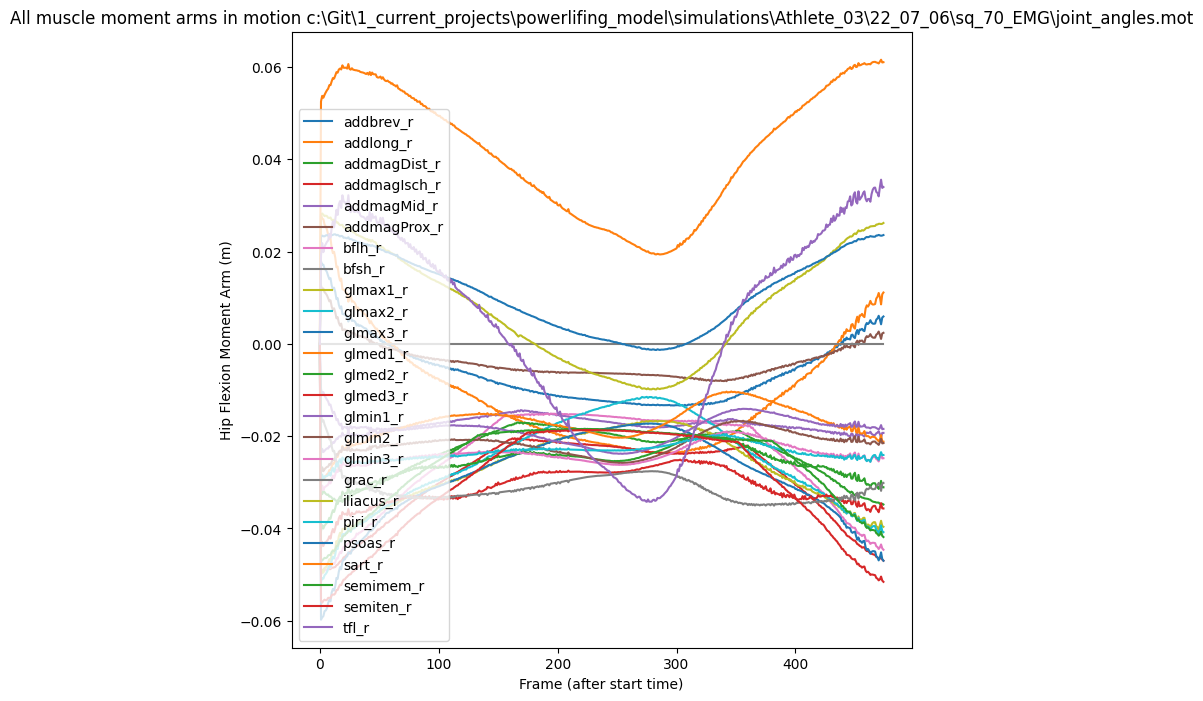 All muscle moment arms in motion c:\Git\1_current_projects\powerlifing_model\simulations\Athlete_03\22_07_06\sq_70_EMG\joint_angles.mot
0.06
0.04
0.02
0.00
−0.02
−0.04
−0.06
Hip Flexion Moment Arm (m)
addbrev_r
addlong_r
addmagDist_r
addmagIsch_r
addmagMid_r
addmagProx_r
bflh_r
bfsh_r
glmax1_r
glmax2_r
glmax3_r
glmed1_r
glmed2_r
glmed3_r
glmin1_r
glmin2_r
glmin3_r
grac_r
iliacus_r
piri_r
psoas_r
sart_r
semimem_r
semiten_r
tfl_r
0 100 200 300 400
Frame (after start time)